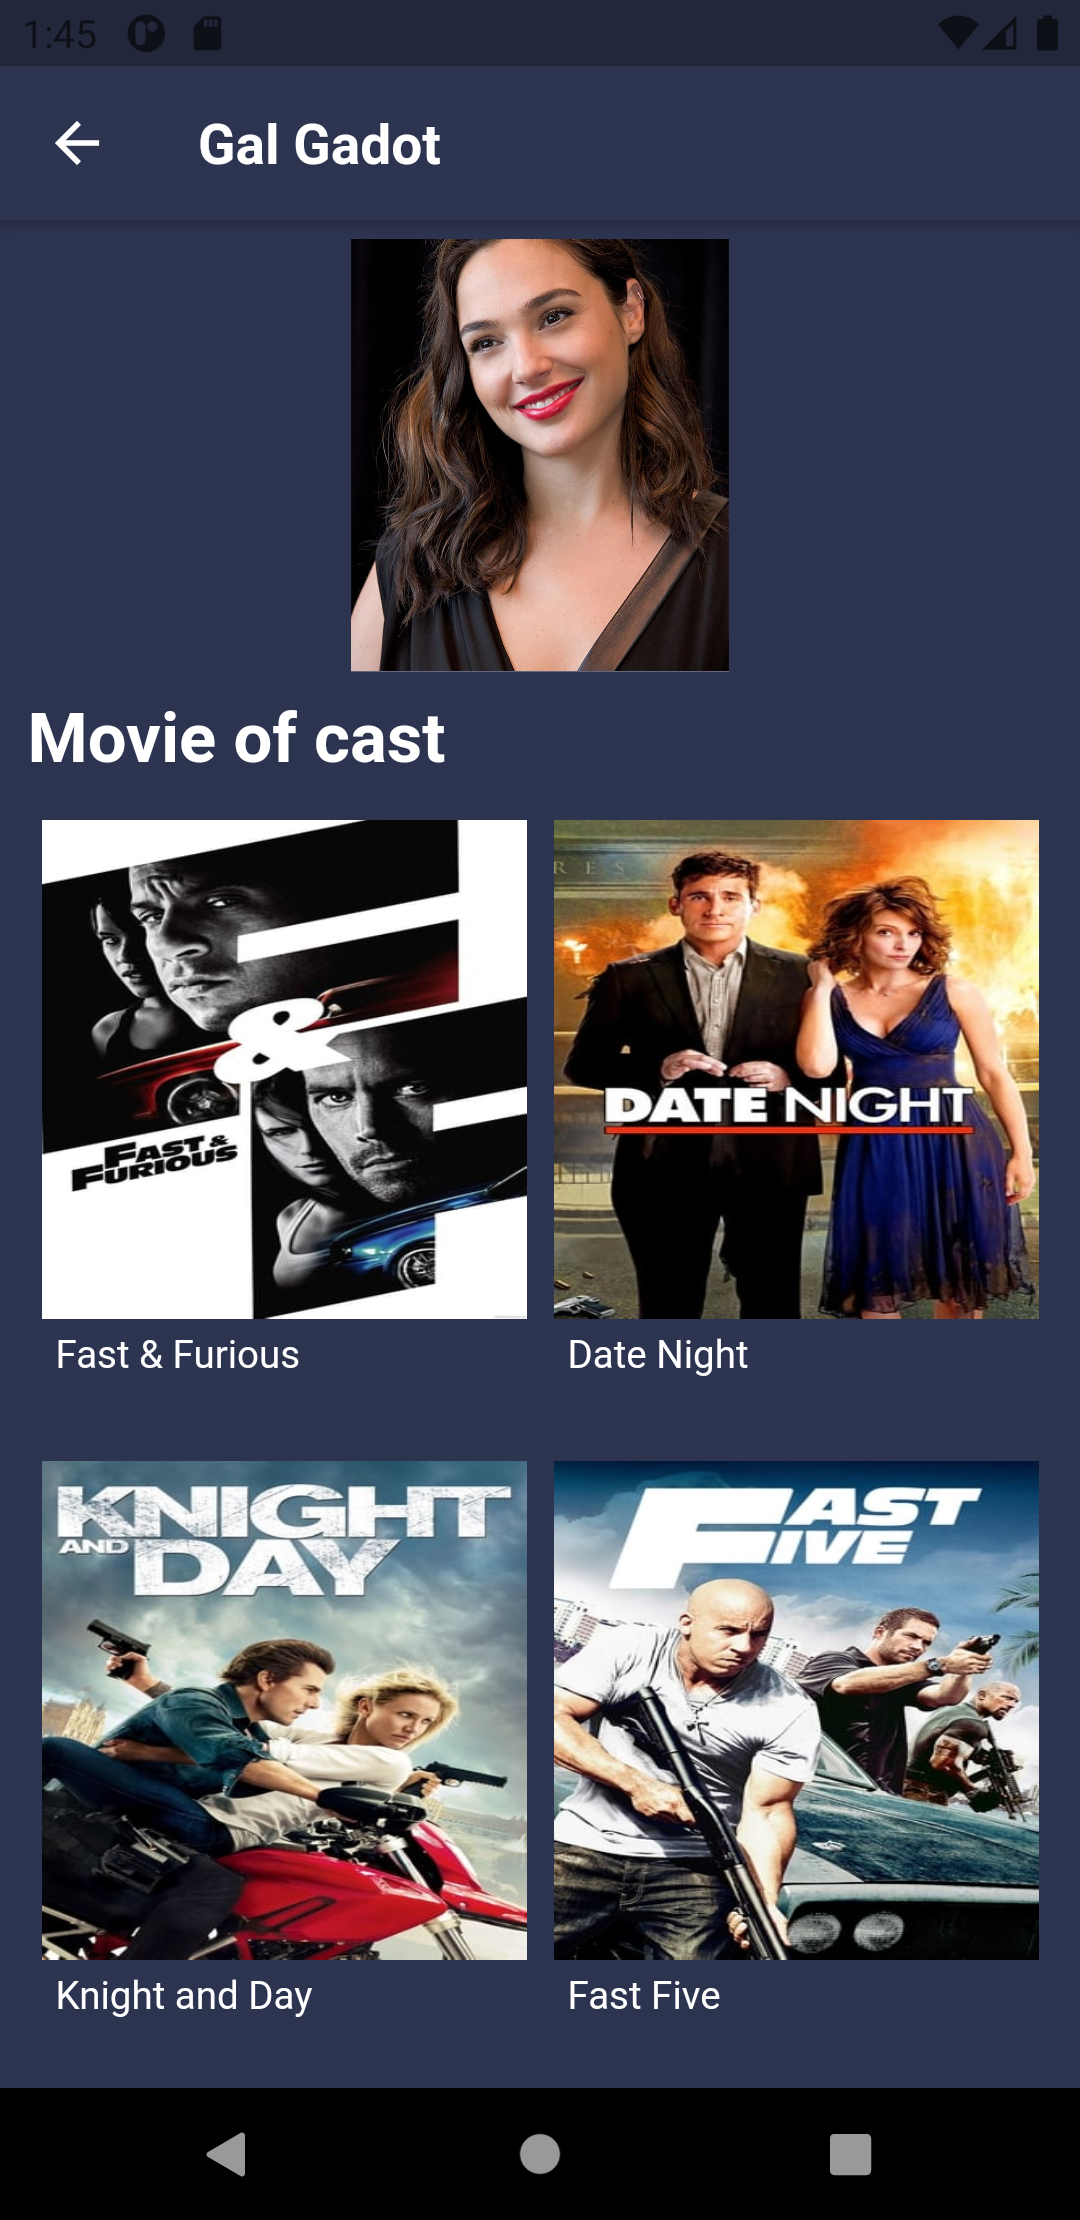 1:45
Gal Gadot
Movie of cast
&
FAST &
FURIOUS
RES
DATE NIGHT
Fast & Furious
Date Night
KNIGHT
AND DAY
FAST
FIVE
Knight and Day
Fast Five